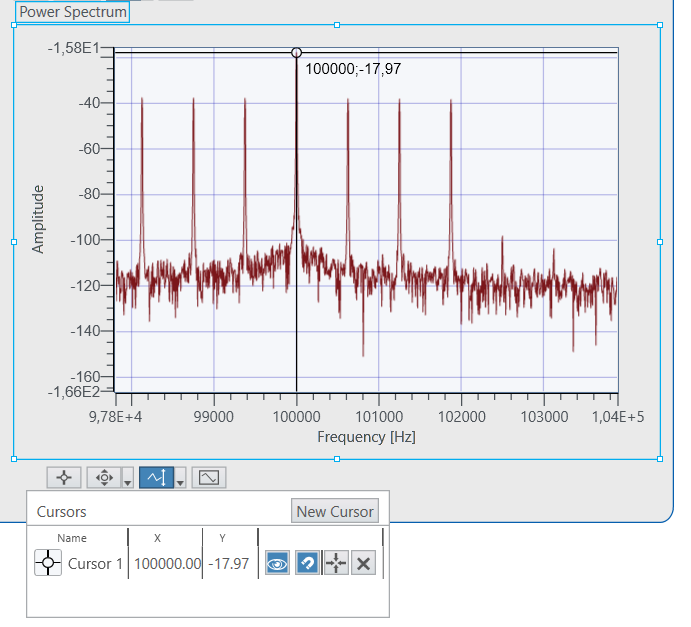 Power Spectrum
-1,58E1
100000;-17,97
-40
-60
-80
Amplitude
-100
-120
-140
-160
-1,66E2
9,78E+4 99000 100000 101000 102000 103000 1,04E+5
Frequency [Hz]
Cursors New Cursor
Name X Y
Cursor 1 100000.00 -17.97